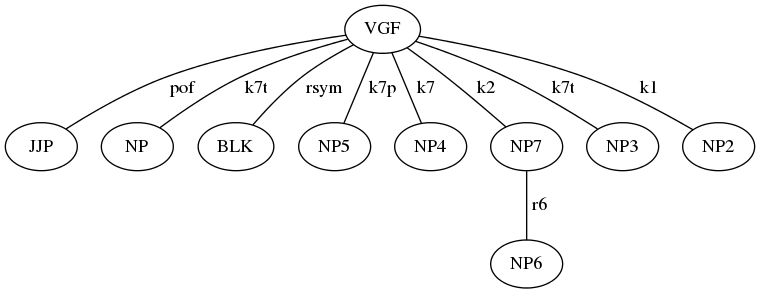 VGF
pof k7t rsym k7p k7 k2 k7t k1
JJP NP BLK NP5 NP4 NP7 NP3 NP2
r6
NP6